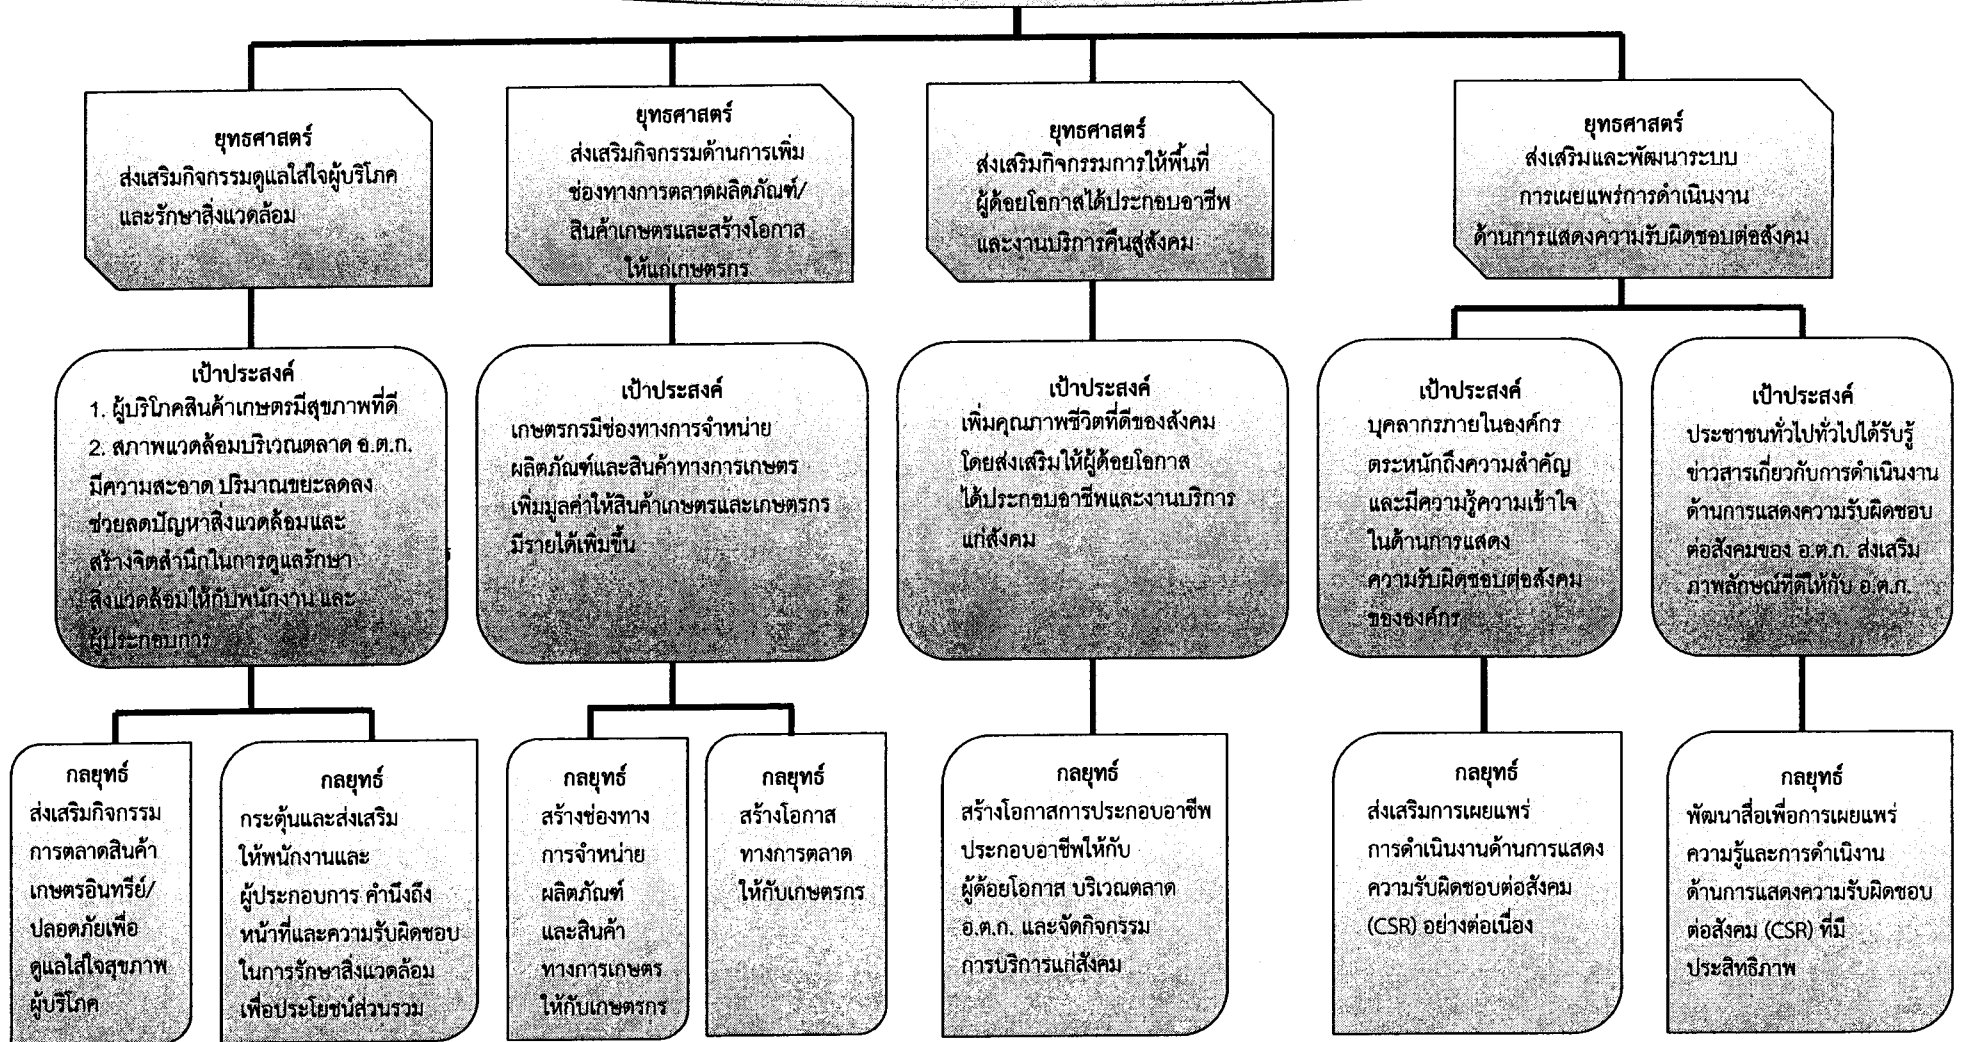 ยุทธศาสตร์
ส่งเสริมกิจกรรมดูแลใส่ใจผู้บริโภค
และรักษาสิ่งแวดล้อม
ยุทธศาสตร์
ส่งเสริมกิจกรรมด้านการเพิ่ม
ช่องทางการตลาดผลิตภัณฑ์/
สินค้าเกษตรและสร้างโอกาส
ให้แก่เกษตรกร
ยุทธศาสตร์
ส่งเสริมกิจกรรมการให้พื้นที่
ผู้ด้อยโอกาสได้ประกอบอาชีพ
และงานบริการคืนสู่สังคม
ยุทธศาสตร์
ส่งเสริมและพัฒนาระบบ
การเผยแพร่การดำเนินงาน
ด้านการแสดงความรับผิดชอบต่อสังคม
เป้าประสงค์
1. ผู้บริโภคสินค้าเกษตรมีสุขภาพที่ดี
2. สภาพแวดล้อมบริเวณตลาด อ.ต.ก.
มีความสะอาด ปริมาณขยะลดลง
ช่วยลดปัญหาสิ่งแวดล้อมและ
สร้างจิตสำนึกในการดูแลรักษา
สิ่งแวดล้อมให้กับพนักงาน และ
ผู้ประกอบการ
เป้าประสงค์
เกษตรกรมีช่องทางการจำหน่าย
ผลิตภัณฑ์และสินค้าทางการเกษตร
เพิ่มมูลค่าให้สินค้าเกษตรและเกษตรกร
มีรายได้เพิ่มขึ้น
เป้าประสงค์
เพิ่มคุณภาพชีวิตที่ดีของสังคม
โดยส่งเสริมให้ผู้ด้อยโอกาส
ได้ประกอบอาชีพและงานบริการ
แก่สังคม
เป้าประสงค์
บุคลากรภายในองค์กร
ตระหนักถึงความสำคัญ
และมีความรู้ความเข้าใจ
ในด้านการแสดง
ความรับผิดชอบต่อสังคม
ขององค์กร
เป้าประสงค์
ประชาชนทั่วไปทั่วไปได้รับรู้
ข่าวสารเกี่ยวกับการดำเนินงาน
ด้านการแสดงความรับผิดชอบ
ต่อสังคมของ อ.ต.ก. ส่งเสริม
ภาพลักษณ์ที่ดีให้กับ อ.ต.ก.
กลยุทธ์
ส่งเสริมกิจกรรม
การตลาดสินค้า
เกษตรอินทรีย์/
ปลอดภัยเพื่อ
ดูแลใส่ใจสุขภาพ
ผู้บริโภค
กลยุทธ์
กระตุ้นและส่งเสริม
ให้พนักงานและ
ผู้ประกอบการ คำนึงถึง
หน้าที่และความรับผิดชอบ
ในการรักษาสิ่งแวดล้อม
เพื่อประโยชน์ส่วนรวม
กลยุทธ์
สร้างช่องทาง
การจำหน่าย
ผลิตภัณฑ์
และสินค้า
ทางการเกษตร
ให้กับเกษตรกร
กลยุทธ์
สร้างโอกาส
ทางการตลาด
ให้กับเกษตรกร
กลยุทธ์
สร้างโอกาสการประกอบอาชีพ
ประกอบอาชีพให้กับ
ผู้ด้อยโอกาส บริเวณตลาด
อ.ต.ก. และจัดกิจกรรม
การบริการแก่สังคม
กลยุทธ์
ส่งเสริมการเผยแพร่
การดำเนินงานด้านการแสดง
ความรับผิดชอบต่อสังคม
(CSR) อย่างต่อเนื่อง
กลยุทธ์
พัฒนาสื่อเพื่อการเผยแพร่
ความรู้และการดำเนิงาน
ด้านการแสดงความรับผิดชอบ
ต่อสังคม (CSR) ที่มี
ประสิทธิภาพ